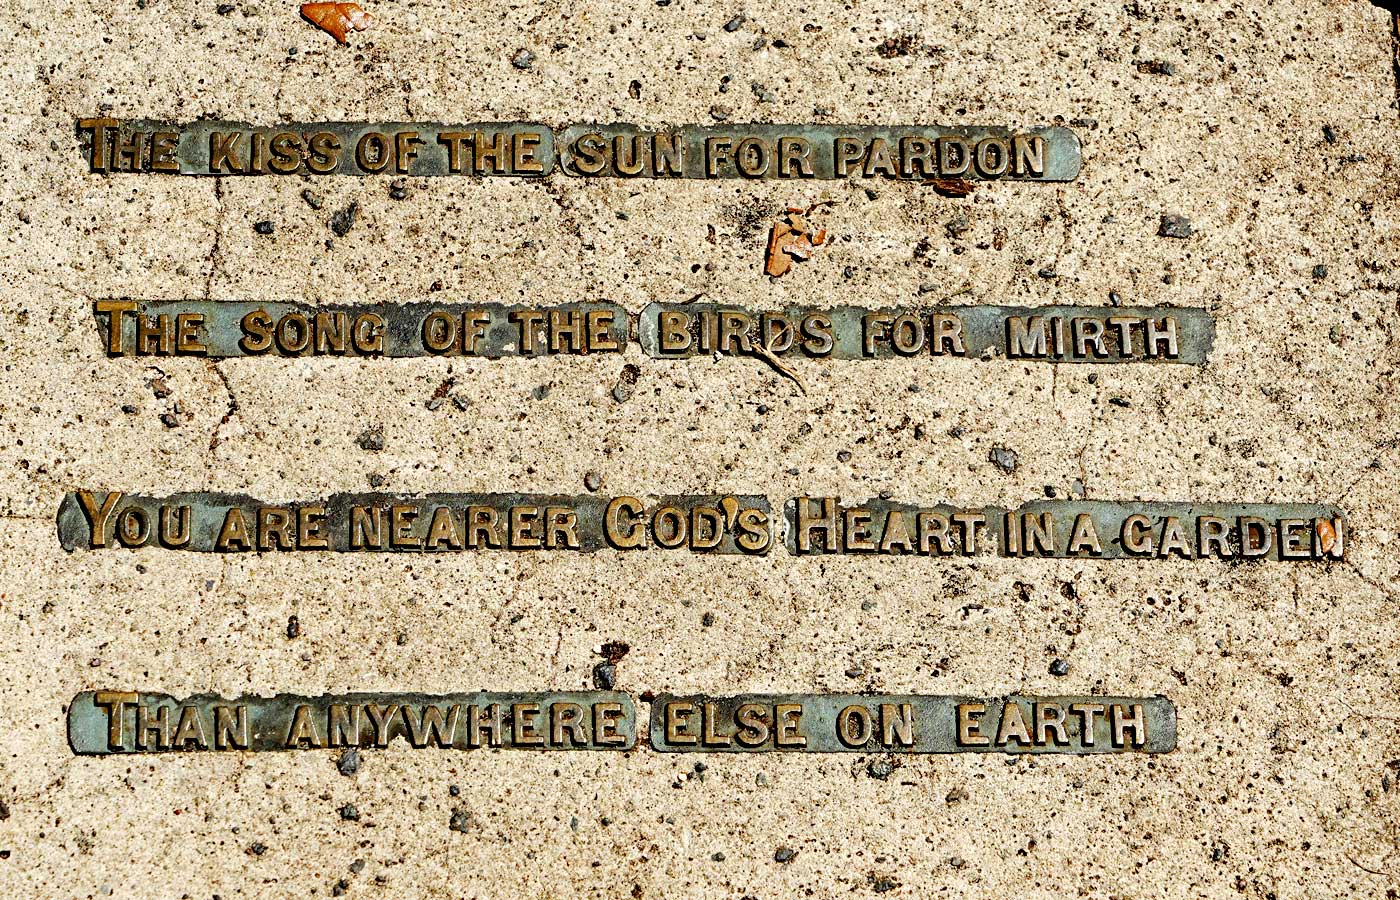 THE KISS OF THE SUN FOR PARDON
THE SONG OF THE BIRDS FOR MIRTH
YOU ARE NEARER GOD'S HEART IN A GARDEN
THAN ANYWHERE ELSE ON EARTH